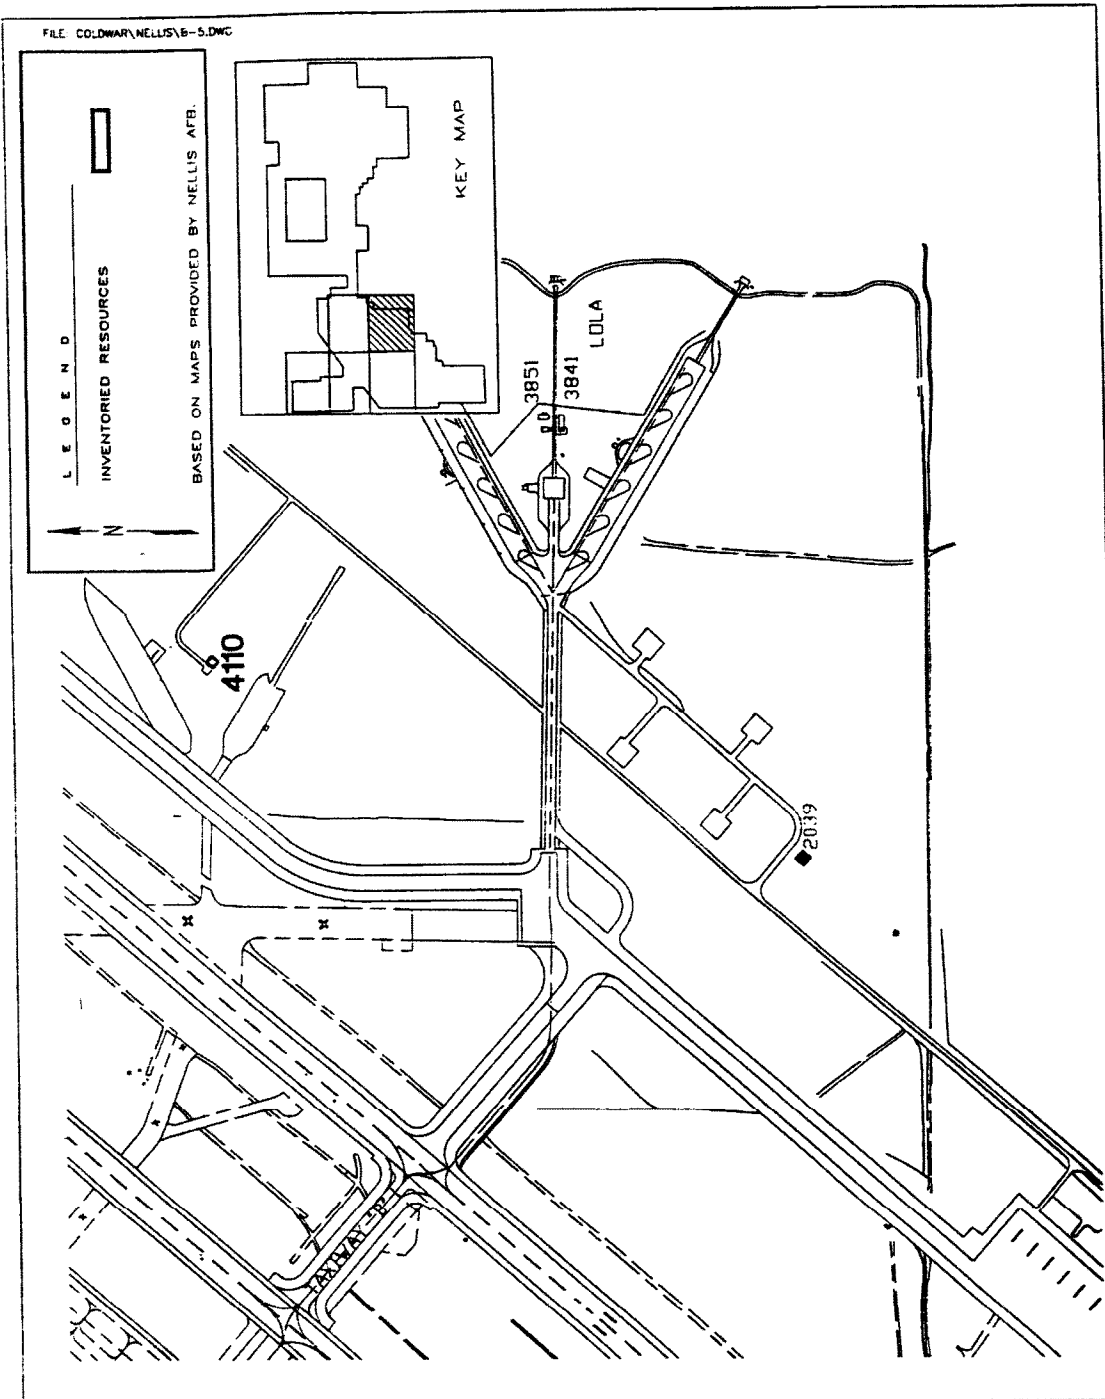 FILE: COLDWAR\NELLIS\B-5.DWG
LEGEND
INVENTORIED RESOURCES
BASED ON MAPS PROVIDED BY NELLIS AFB.
N
KEY MAP
3851
3841
LOLA
4110
2039
TAXIWAY "B"